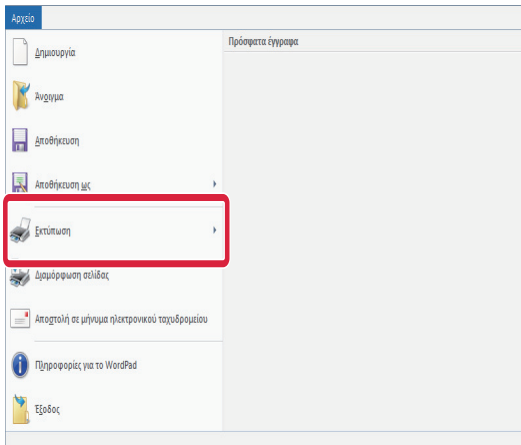 Αρχείο
Πρόσφατα έγγραφα
Δημιουργία
Άνοιγμα
Αποθήκευση
Αποθήκευση ως
Εκτύπωση
Διαμόρφωση σελίδας
Αποστολή σε μήνυμα ηλεκτρονικού ταχυδρομείου
Πληροφορίες για το WordPad
Έξοδος